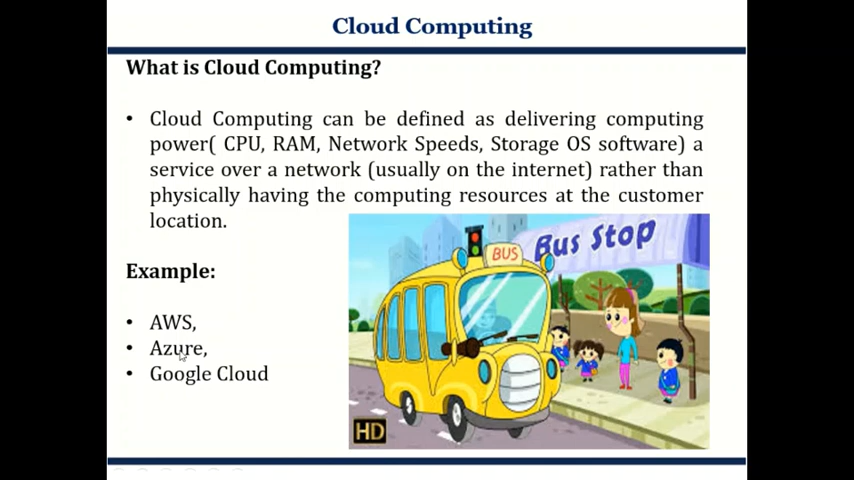 Cloud Computing
What is Cloud Computing?
• Cloud Computing can be defined as delivering computing
power( CPU, RAM, Network Speeds, Storage OS software) a
service over a network (usually on the internet) rather than
physically having the computing resources at the customer
location.
Bus Stop
BUS
Example:
• AWS,
• Azure,
• Google Cloud
HD